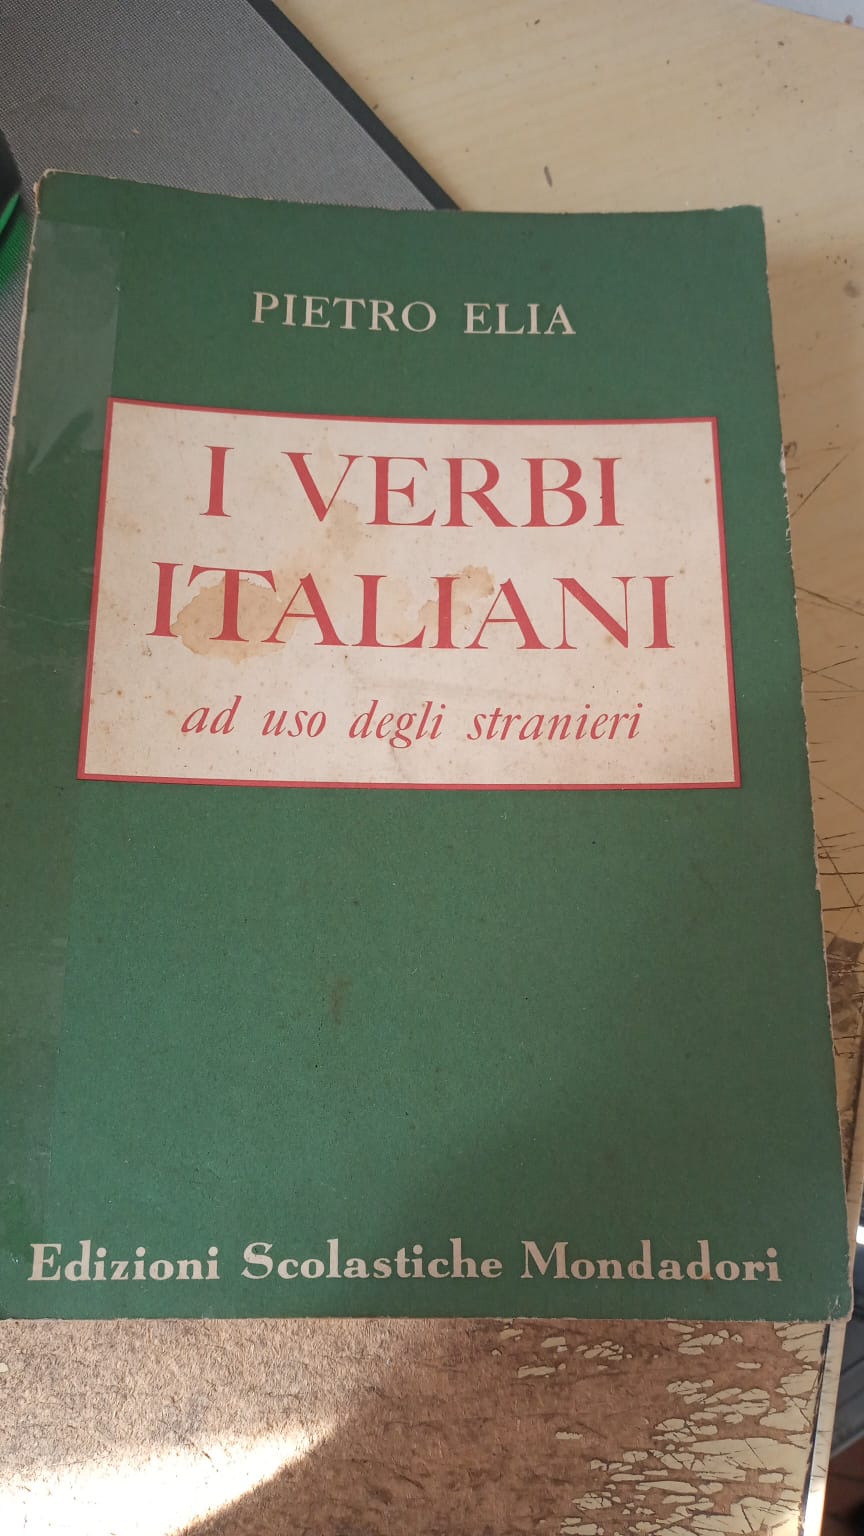 PIETRO ELIA
I VERBI
ITALIANI
ad uso degli stranieri
Edizioni Scolastiche Mondadori